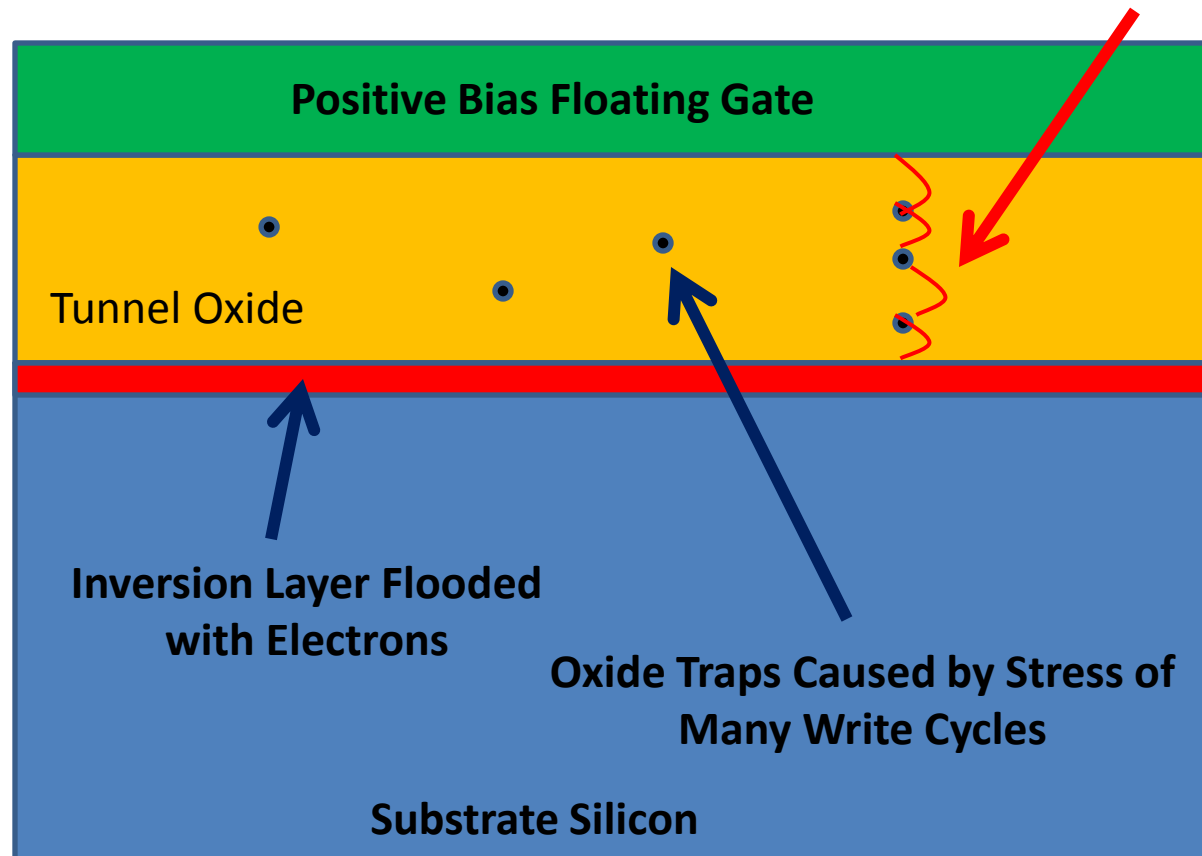 Positive Bias Floating Gate
Tunnel Oxide
Inversion Layer Flooded
with Electrons
Oxide Traps Caused by Stress of
Many Write Cycles
Substrate Silicon